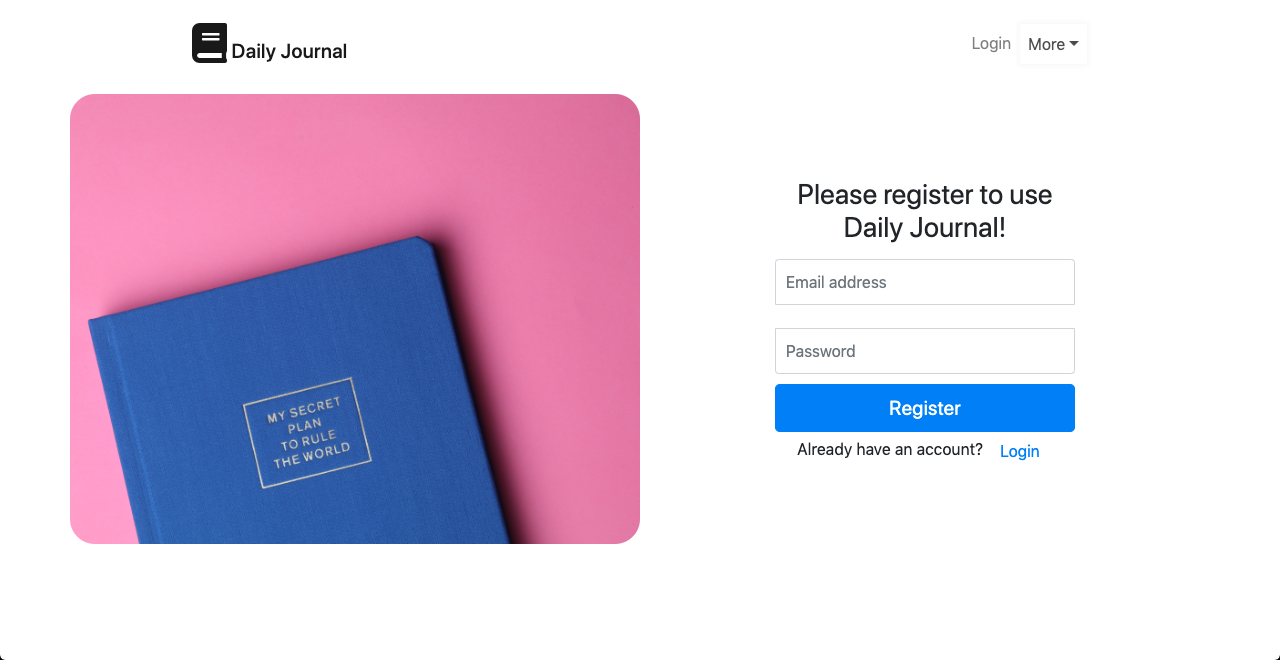 Daily Journal
Login
More
Please register to use
Daily Journal!
Email address
Password
Register
Already have an account? Login
MY SECRET
PLAN
TO RULE
THE WORLD